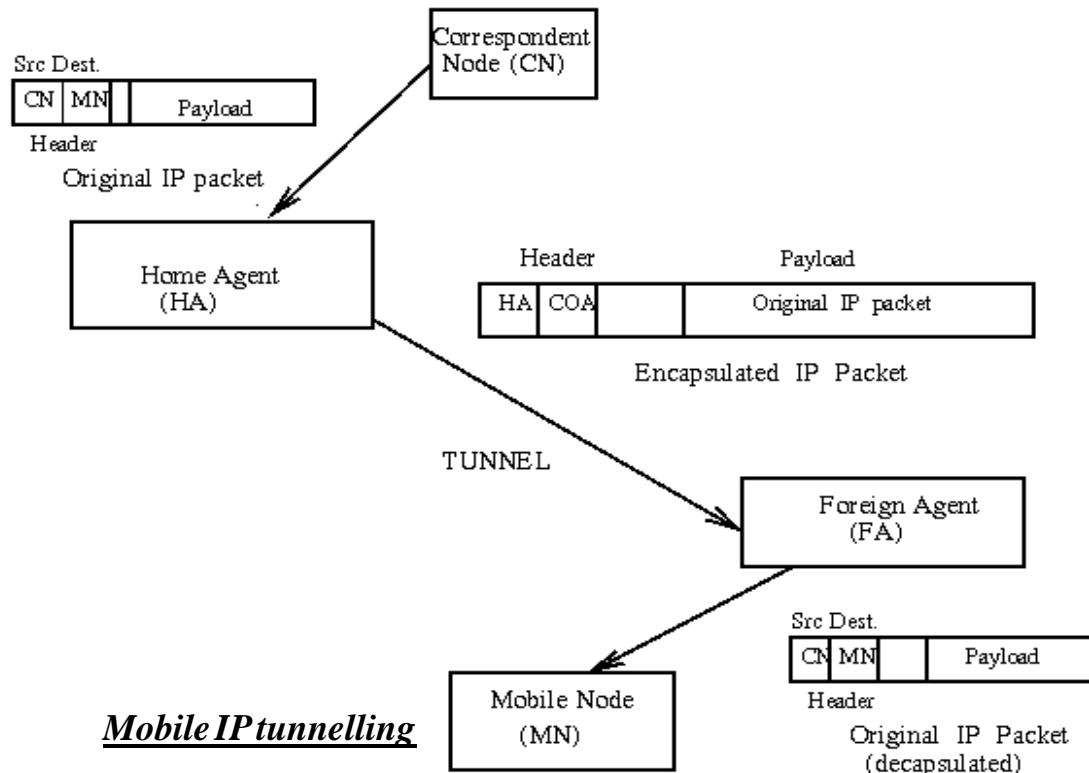 Correspondent
Node (CN)
Src Dest.
CN MN Payload
Header
Original IP packet
Home Agent
(HA)
Header Payload
HA COA Original IP packet
Encapsulated IP Packet
TUNNEL
Foreign Agent
(FA)
Src Dest.
CN MN Payload
Header
Original IP Packet
(decapsulated)
Mobile Node
(MN)
Mobile IP tunnelling